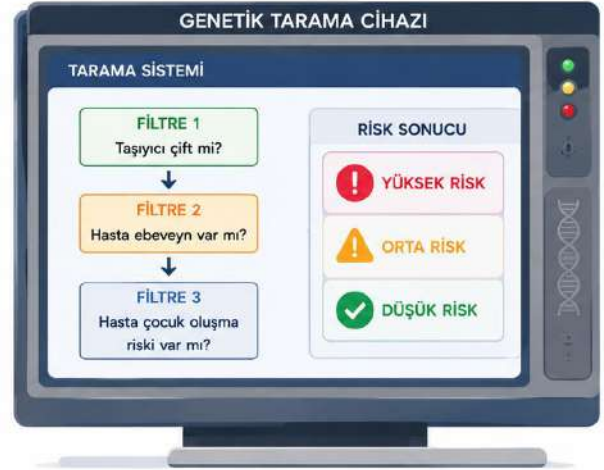 GENETİK TARAMA CİHAZI
TARAMA SİSTEMİ
FİLTRE 1
Taşıyıcı çift mi?
FİLTRE 2
Hasta ebeveyn var mı?
FİLTRE 3
Hasta çocuk oluşma
riski var mı?
RİSK SONUCU
YÜKSEK RİSK
ORTA RİSK
DÜŞÜK RİSK